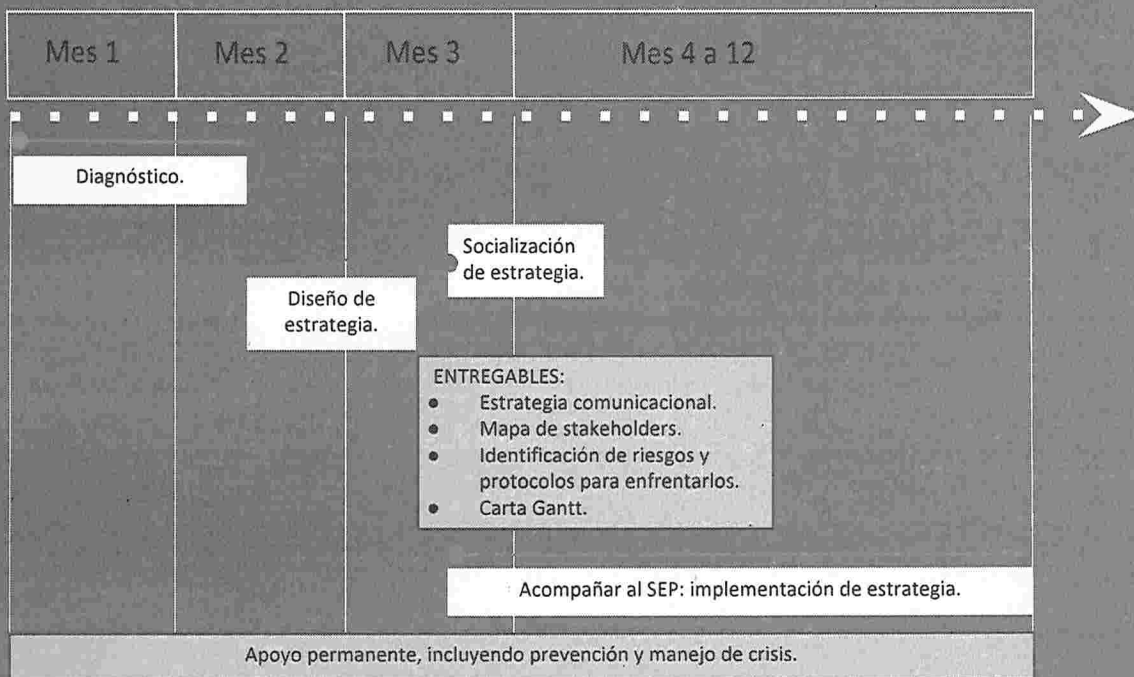 Mes 1
Mes 2
Mes 3
Mes 4 a 12
Diagnóstico.
Socialización
de estrategia.
Diseño de
estrategia.
ENTREGABLES:
● Estrategia comunicacional.
● Mapa de stakeholders.
● Identificación de riesgos y
protocolos para enfrentarlos.
● Carta Gantt.
Acompañar al SEP: implementación de estrategia.
Apoyo permanente, incluyendo prevención y manejo de crisis.